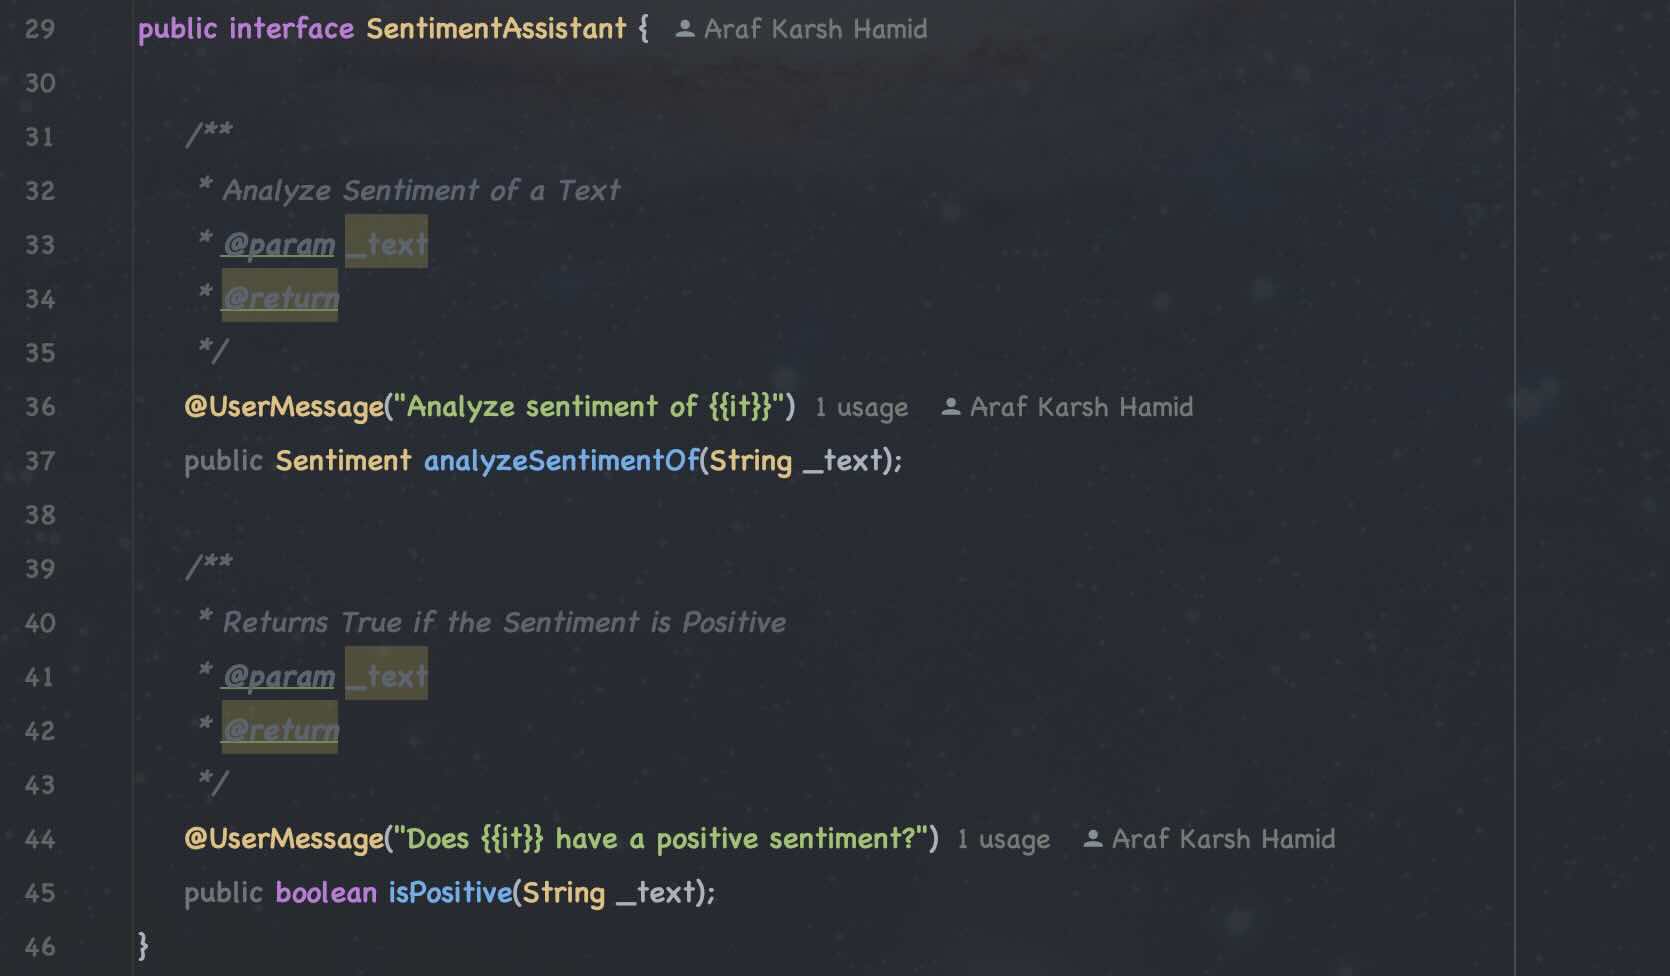 29 public interface SentimentAssistant { Araf Karsh Hamid
30
31 /**
32 * Analyze Sentiment of a Text
33 * @param _text
34 * @return
35 */
36 @UserMessage("Analyze sentiment of {{it}}") 1 usage Araf Karsh Hamid
37 public Sentiment analyzeSentimentOf(String _text);
38
39 /**
40 * Returns True if the Sentiment is Positive
41 * @param _text
42 * @return
43 */
44 @UserMessage("Does {{it}} have a positive sentiment?") 1 usage Araf Karsh Hamid
45 public boolean isPositive(String _text);
46 }